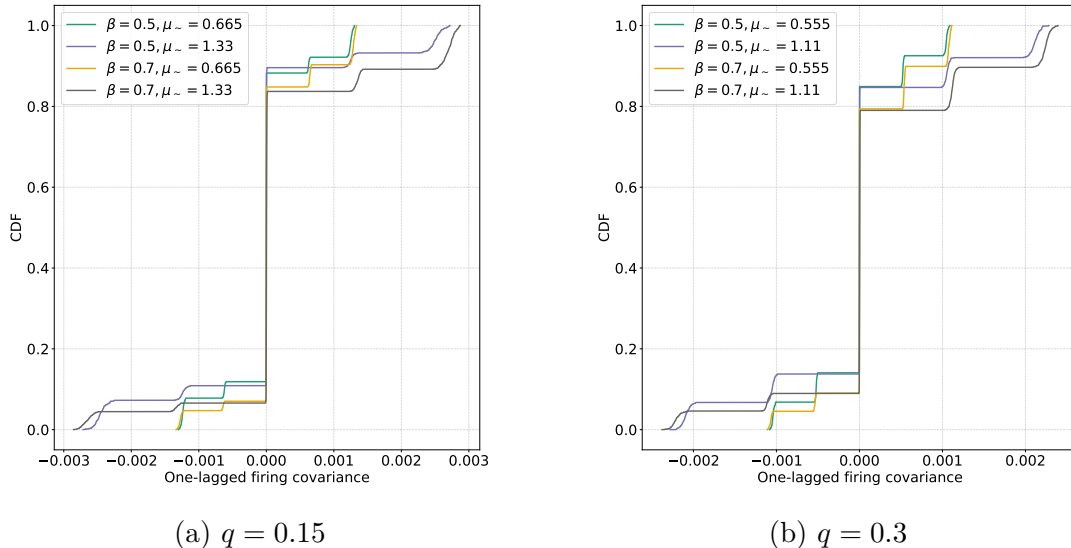 1.0
0.8
0.6
0.4
0.2
0.0
CDF
β = 0.5, μ~ = 0.665
β = 0.5, μ~ = 1.33
β = 0.7, μ~ = 0.665
β = 0.7, μ~ = 1.33
−0.003 −0.002 −0.001 0.000 0.001 0.002 0.003
One-lagged firing covariance
(a) q = 0.15
1.0
0.8
0.6
0.4
0.2
0.0
CDF
β = 0.5, μ~ = 0.555
β = 0.5, μ~ = 1.11
β = 0.7, μ~ = 0.555
β = 0.7, μ~ = 1.11
−0.002 −0.001 0.000 0.001 0.002
One-lagged firing covariance
(b) q = 0.3